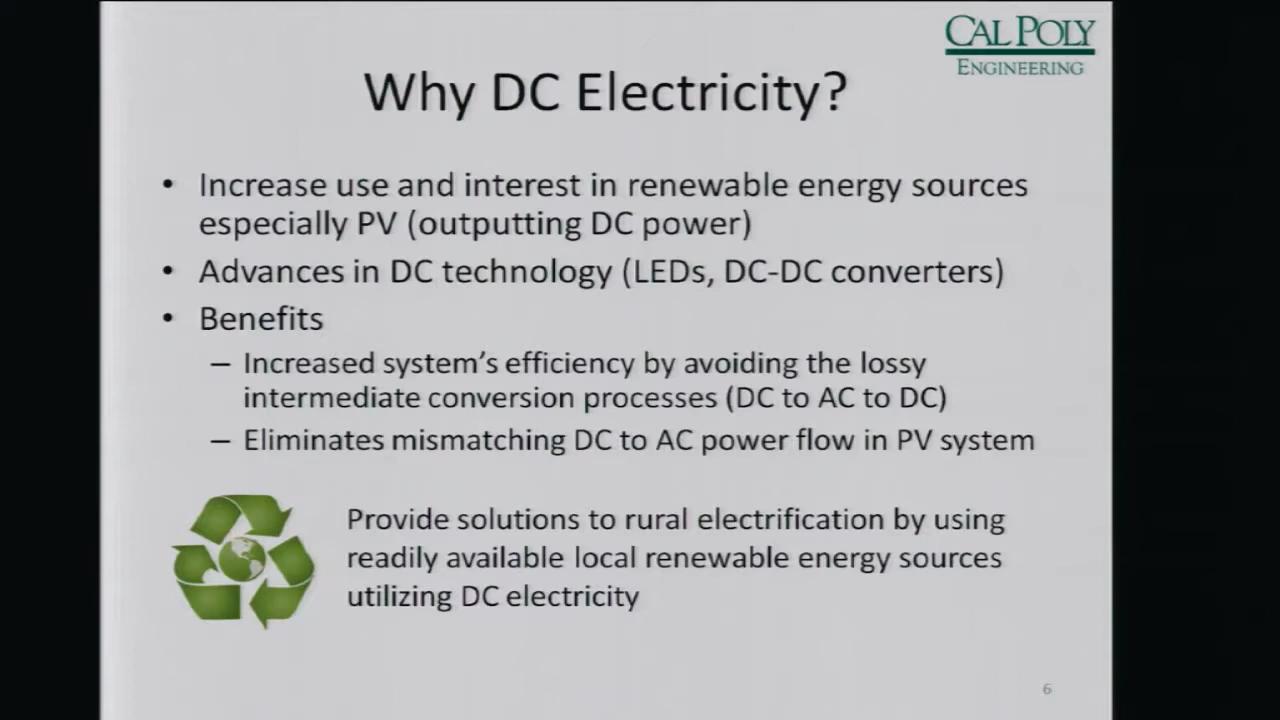 CAL POLY
ENGINEERING
Why DC Electricity?
• Increase use and interest in renewable energy sources
especially PV (outputting DC power)
• Advances in DC technology (LEDs, DC-DC converters)
• Benefits
– Increased system's efficiency by avoiding the lossy
intermediate conversion processes (DC to AC to DC)
– Eliminates mismatching DC to AC power flow in PV system
Provide solutions to rural electrification by using
readily available local renewable energy sources
utilizing DC electricity
6